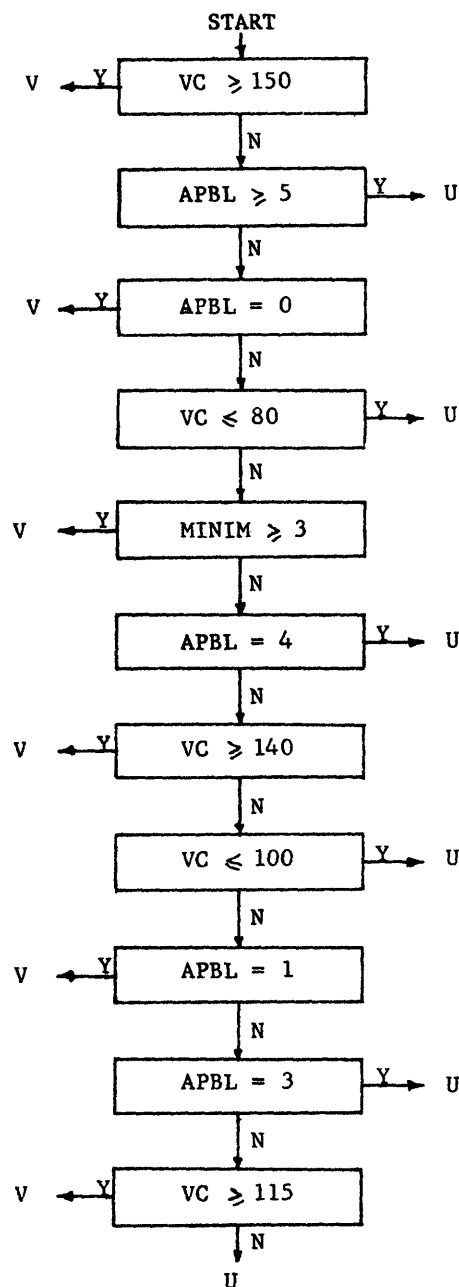 START
V Y VC ⩾ 150
N
APBL ⩾ 5 Y U
N
V Y APBL = 0
N
VC ⩽ 80 Y U
N
V Y MINIM ⩾ 3
N
APBL = 4 Y U
N
V Y VC ⩾ 140
N
VC ⩽ 100 Y U
N
V Y APBL = 1
N
APBL = 3 Y U
N
V Y VC ⩾ 115
N
U